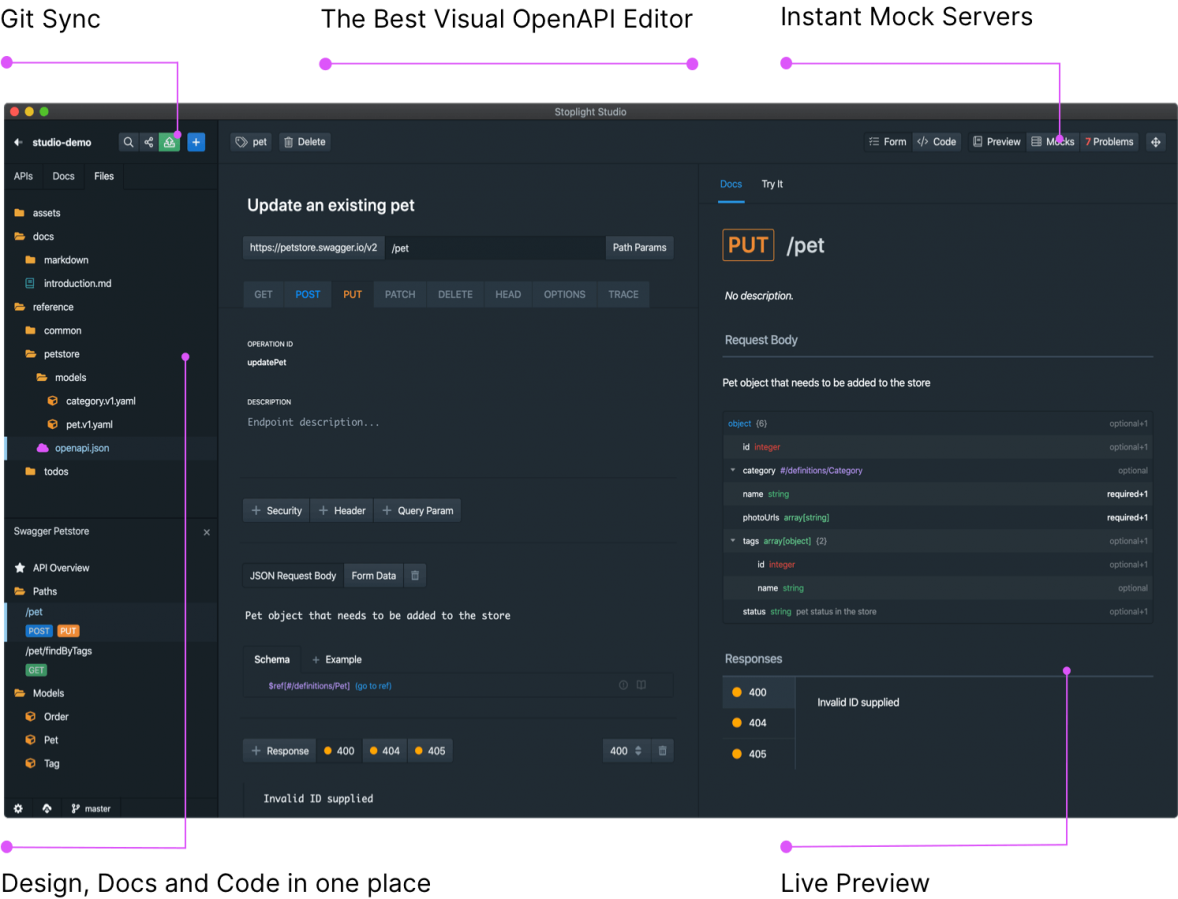 Git Sync
The Best Visual OpenAPI Editor
Instant Mock Servers
Stoplight Studio
studio-demo
APIs Docs Files
assets
docs
markdown
introduction.md
reference
common
petstore
models
category.v1.yaml
pet.v1.yaml
openapi.json
todos
Swagger Petstore
API Overview
Paths
/pet
POST PUT
/pet/findByTags
GET
Models
Order
Pet
Tag
master
pet Delete
Form Code Preview Mocks 7 Problems
Update an existing pet
https://petstore.swagger.io/v2 /pet Path Params
GET POST PUT PATCH DELETE HEAD OPTIONS TRACE
OPERATION ID
updatePet
DESCRIPTION
Endpoint description...
+ Security + Header + Query Param
JSON Request Body Form Data
Pet object that needs to be added to the store
Schema + Example
$ref[#/definitions/Pet] (go to ref)
+ Response 400 404 405 400
Invalid ID supplied
Docs Try It
PUT /pet
No description.
Request Body
Pet object that needs to be added to the store
object {6} optional+1
id integer optional+1
category #/definitions/Category optional
name string required+1
photoUrls array[string] required+1
tags array[object] {2} optional+1
id integer optional+1
name string optional
status string pet status in the store optional+1
Responses
400 Invalid ID supplied
404
405
Design, Docs and Code in one place
Live Preview